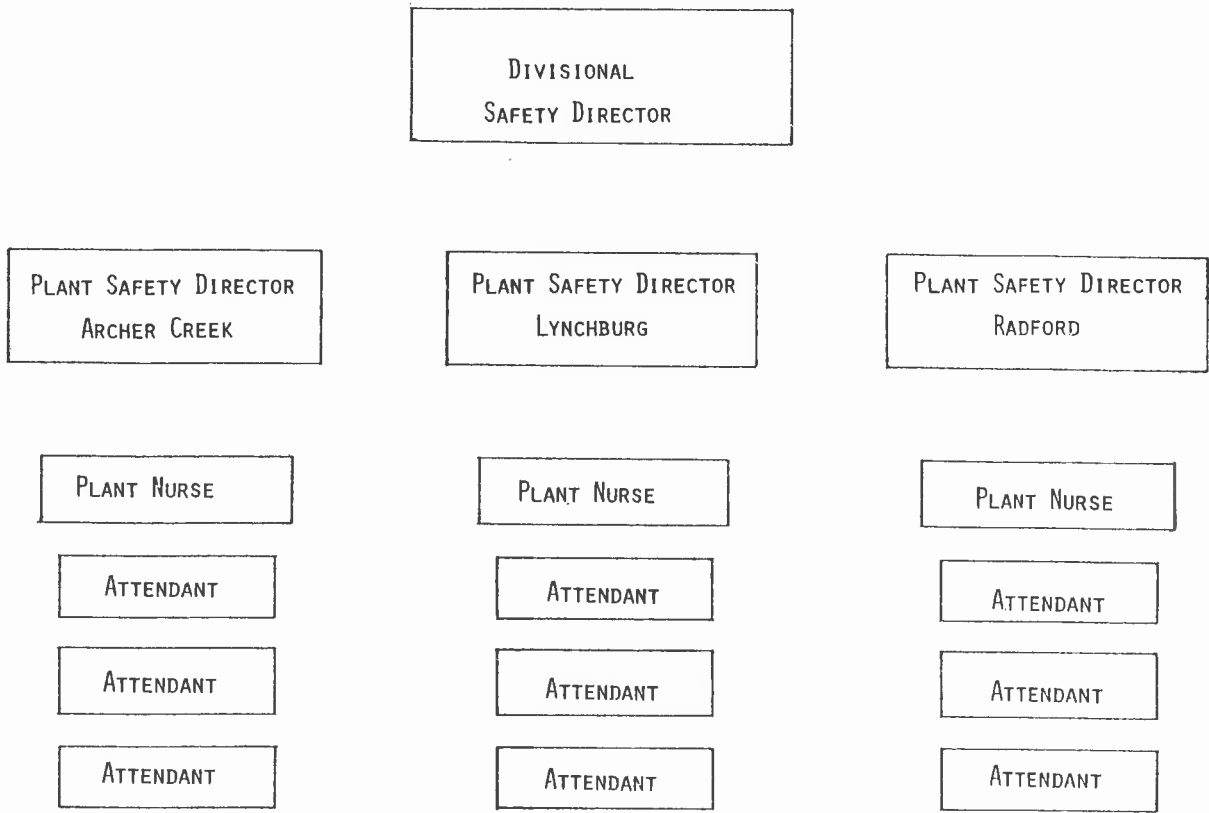 DIVISIONAL
SAFETY DIRECTOR
PLANT SAFETY DIRECTOR
ARCHER CREEK
PLANT SAFETY DIRECTOR
LYNCHBURG
PLANT SAFETY DIRECTOR
RADFORD
PLANT NURSE
PLANT NURSE
PLANT NURSE
ATTENDANT
ATTENDANT
ATTENDANT
ATTENDANT
ATTENDANT
ATTENDANT
ATTENDANT
ATTENDANT
ATTENDANT